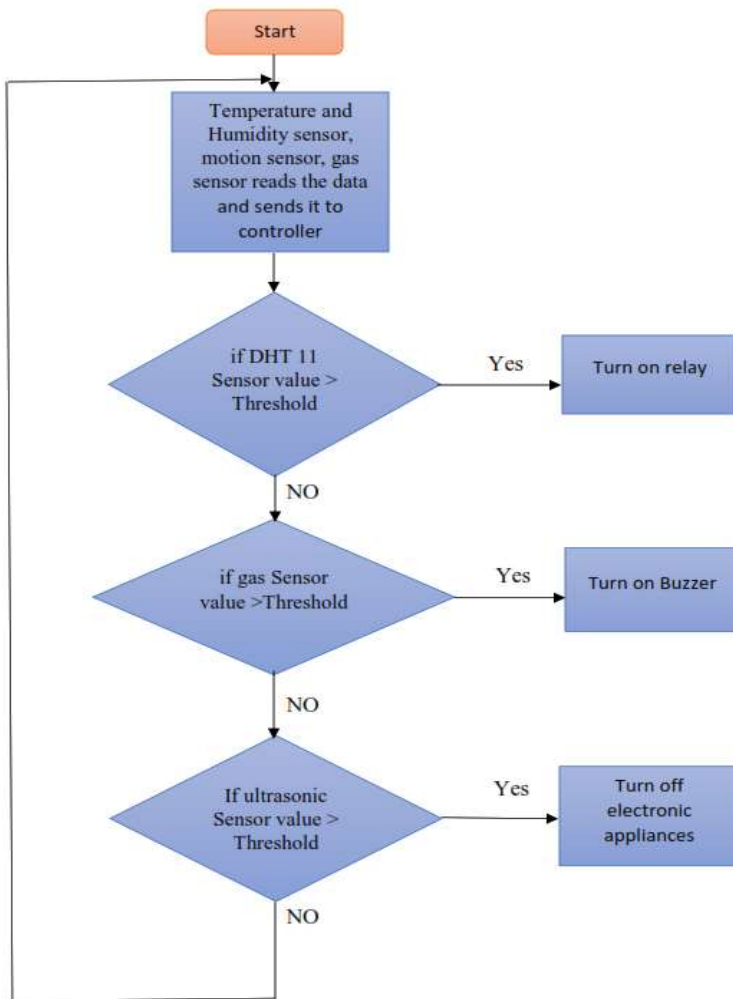 Start
Temperature and
Humidity sensor,
motion sensor, gas
sensor reads the data
and sends it to
controller
if DHT 11
Sensor value >
Threshold
Yes
Turn on relay
NO
if gas Sensor
value >Threshold
Yes
Turn on Buzzer
NO
If ultrasonic
Sensor value >
Threshold
Yes
Turn off
electronic
appliances
NO